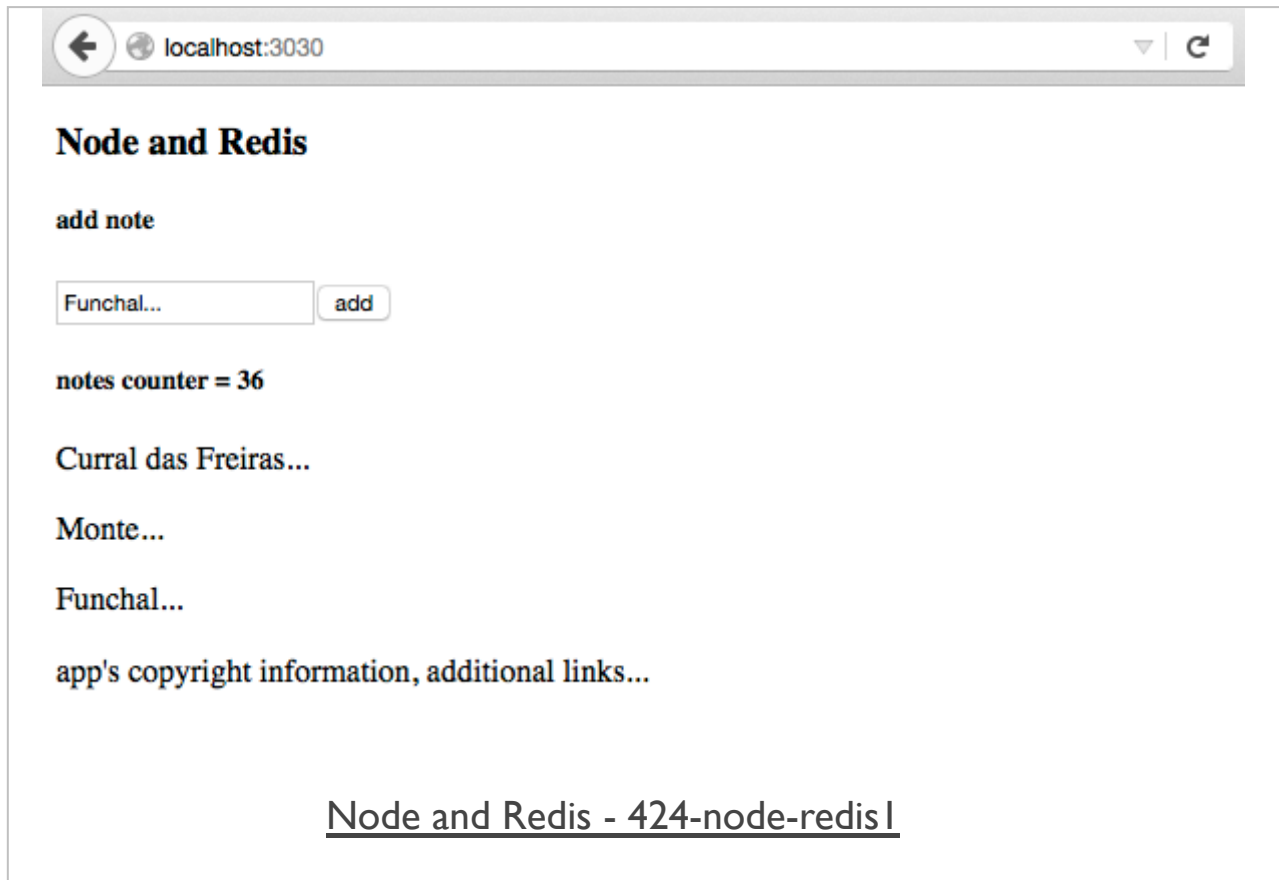 localhost:3030
Node and Redis
add note
Funchal... add
notes counter = 36
Curral das Freiras...
Monte...
Funchal...
app's copyright information, additional links...
Node and Redis - 424-node-redis1